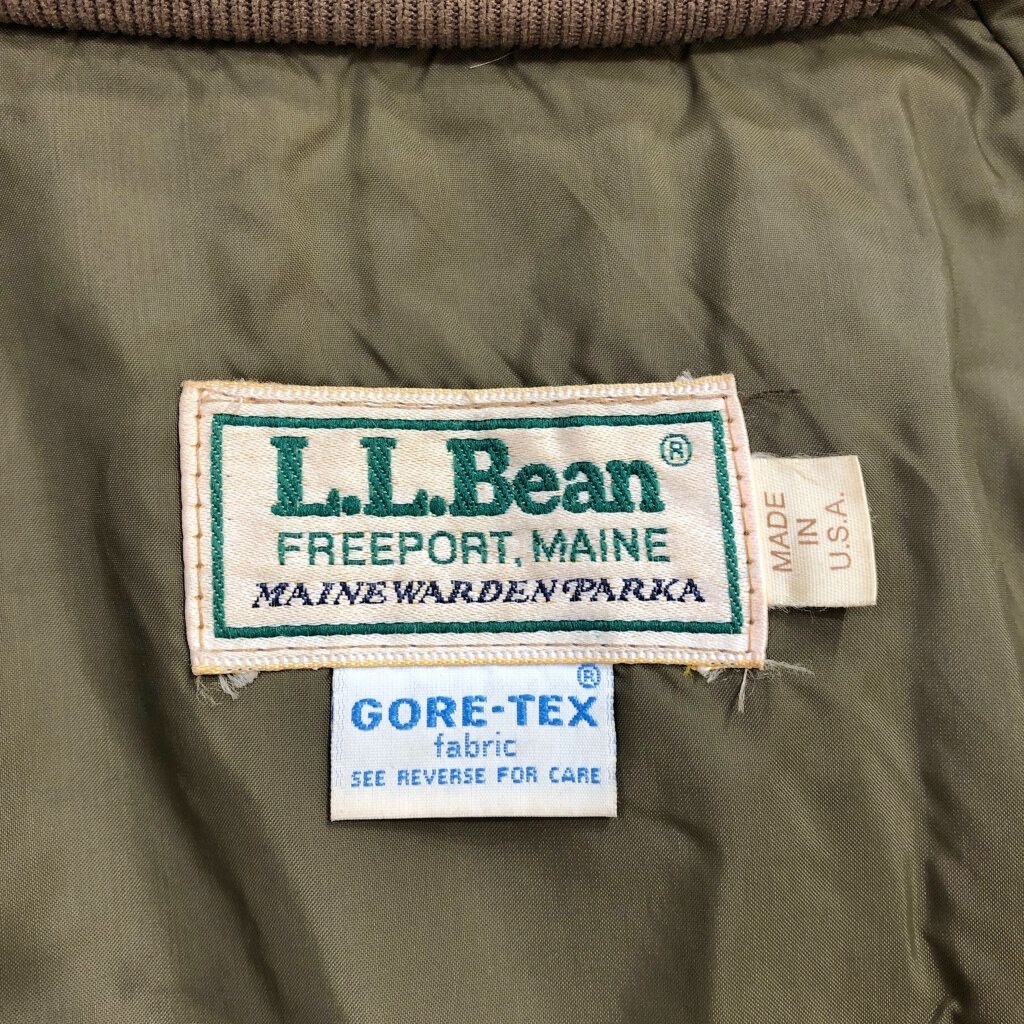 L.L.Bean®
FREEPORT, MAINE
MAINE WARDEN PARKA
MADE
IN
U.S.A.
GORE-TEX®
fabric
SEE REVERSE FOR CARE